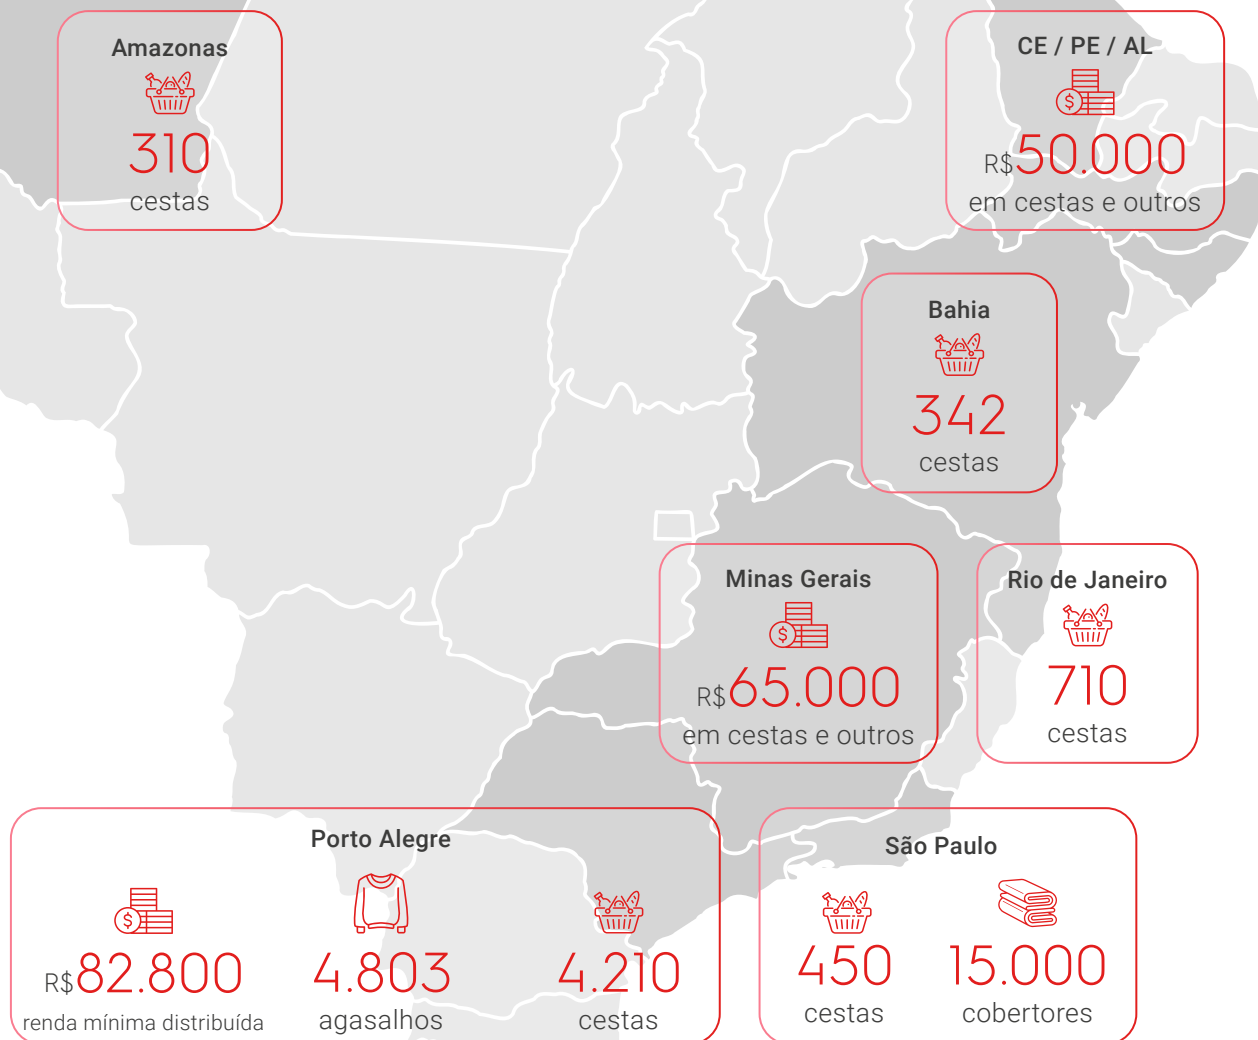 Amazonas
310
cestas
CE / PE / AL
R$50.000
em cestas e outros
Bahia
342
cestas
Minas Gerais
R$65.000
em cestas e outros
Rio de Janeiro
710
cestas
Porto Alegre
R$82.800
renda mínima distribuída
4.803
agasalhos
4.210
cestas
São Paulo
450
cestas
15.000
cobertores